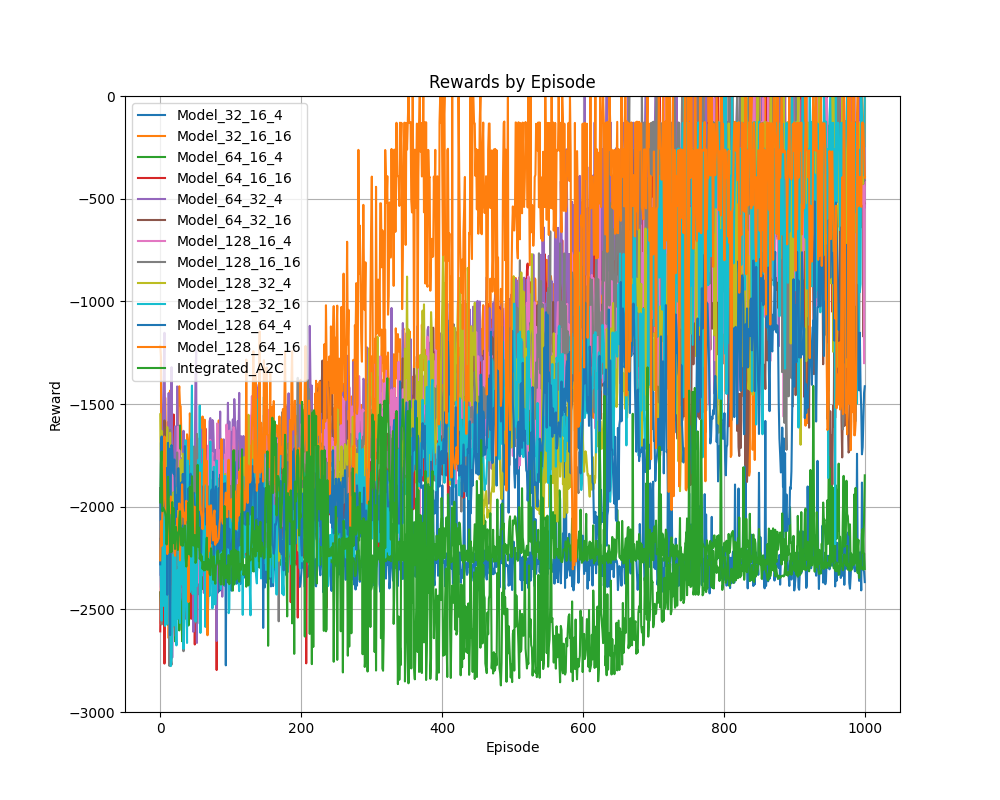 Rewards by Episode
0
−500
−1000
−1500
−2000
−2500
−3000
Reward
Model_32_16_4
Model_32_16_16
Model_64_16_4
Model_64_16_16
Model_64_32_4
Model_64_32_16
Model_128_16_4
Model_128_16_16
Model_128_32_4
Model_128_32_16
Model_128_64_4
Model_128_64_16
Integrated_A2C
0
200
400
600
800
1000
Episode